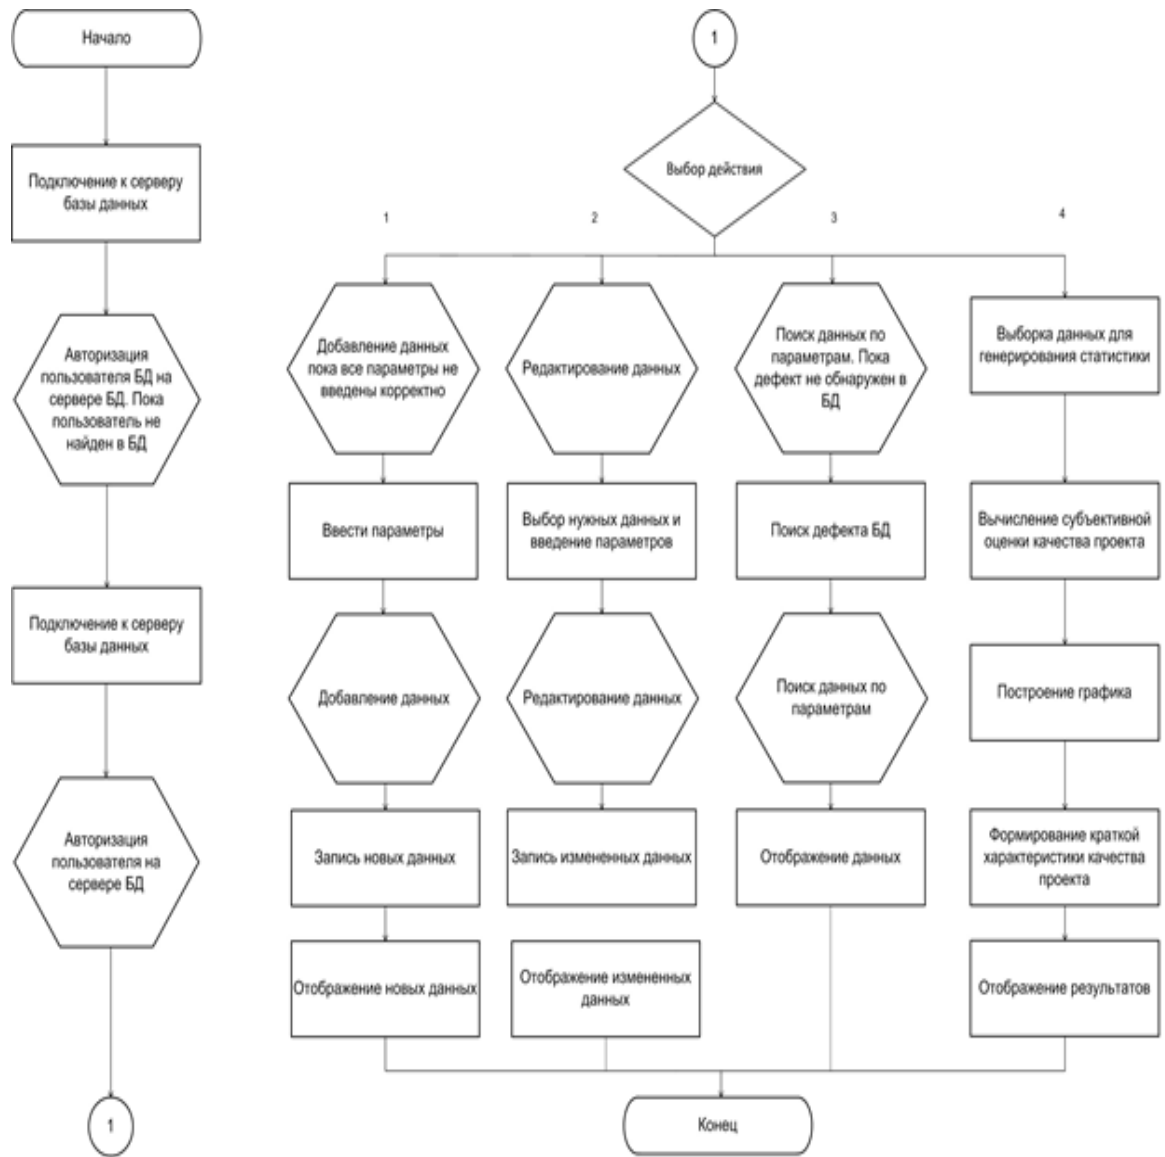 Начало
Подключение к серверу
базы данных
Авторизация
пользователя БД на
сервере БД. Пока
пользователь не
найден в БД
Подключение к серверу
базы данных
Авторизация
пользователя на
сервере БД
1
1
Выбор действия
1
2
3
4
Добавление данных
пока все параметры не
введены корректно
Редактирование данных
Поиск данных по
параметрам. Пока
дефект не обнаружен в
БД
Выборка данных для
генерирования статистики
Ввести параметры
Выбор нужных данных и
введение параметров
Поиск дефекта БД
Вычисление субъективной
оценки качества проекта
Добавление данных
Редактирование данных
Поиск данных по
параметрам
Построение графика
Запись новых данных
Запись измененных данных
Отображение данных
Формирование краткой
характеристики качества
проекта
Отображение новых данных
Отображение измененных
данных
Отображение результатов
Конец